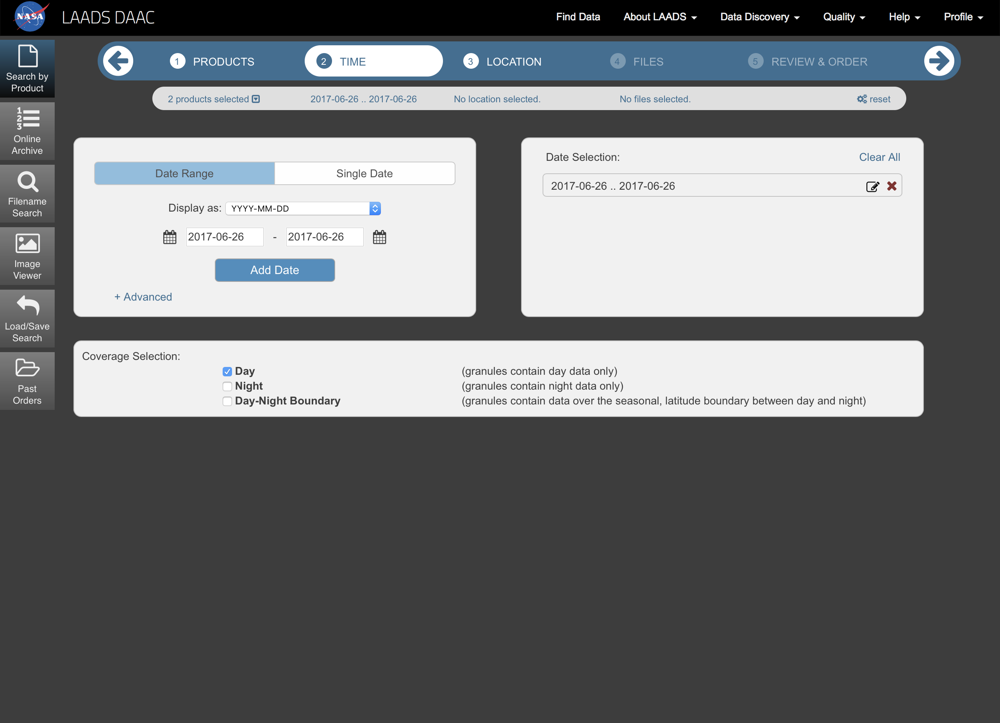 NASA LAADS DAAC
Find Data About LAADS Data Discovery Quality Help Profile
Search by
Product
1 PRODUCTS 2 TIME 3 LOCATION 4 FILES 5 REVIEW & ORDER
2 products selected 2017-06-26 .. 2017-06-26 No location selected. No files selected. reset
1
2
3
Online
Archive
Filename
Search
Image
Viewer
Load/Save
Search
Past
Orders
Date Range Single Date
Display as: YYYY-MM-DD
2017-06-26 - 2017-06-26
Add Date
+ Advanced
Date Selection: Clear All
2017-06-26 .. 2017-06-26
Coverage Selection:
Day (granules contain day data only)
Night (granules contain night data only)
Day-Night Boundary (granules contain data over the seasonal, latitude boundary between day and night)